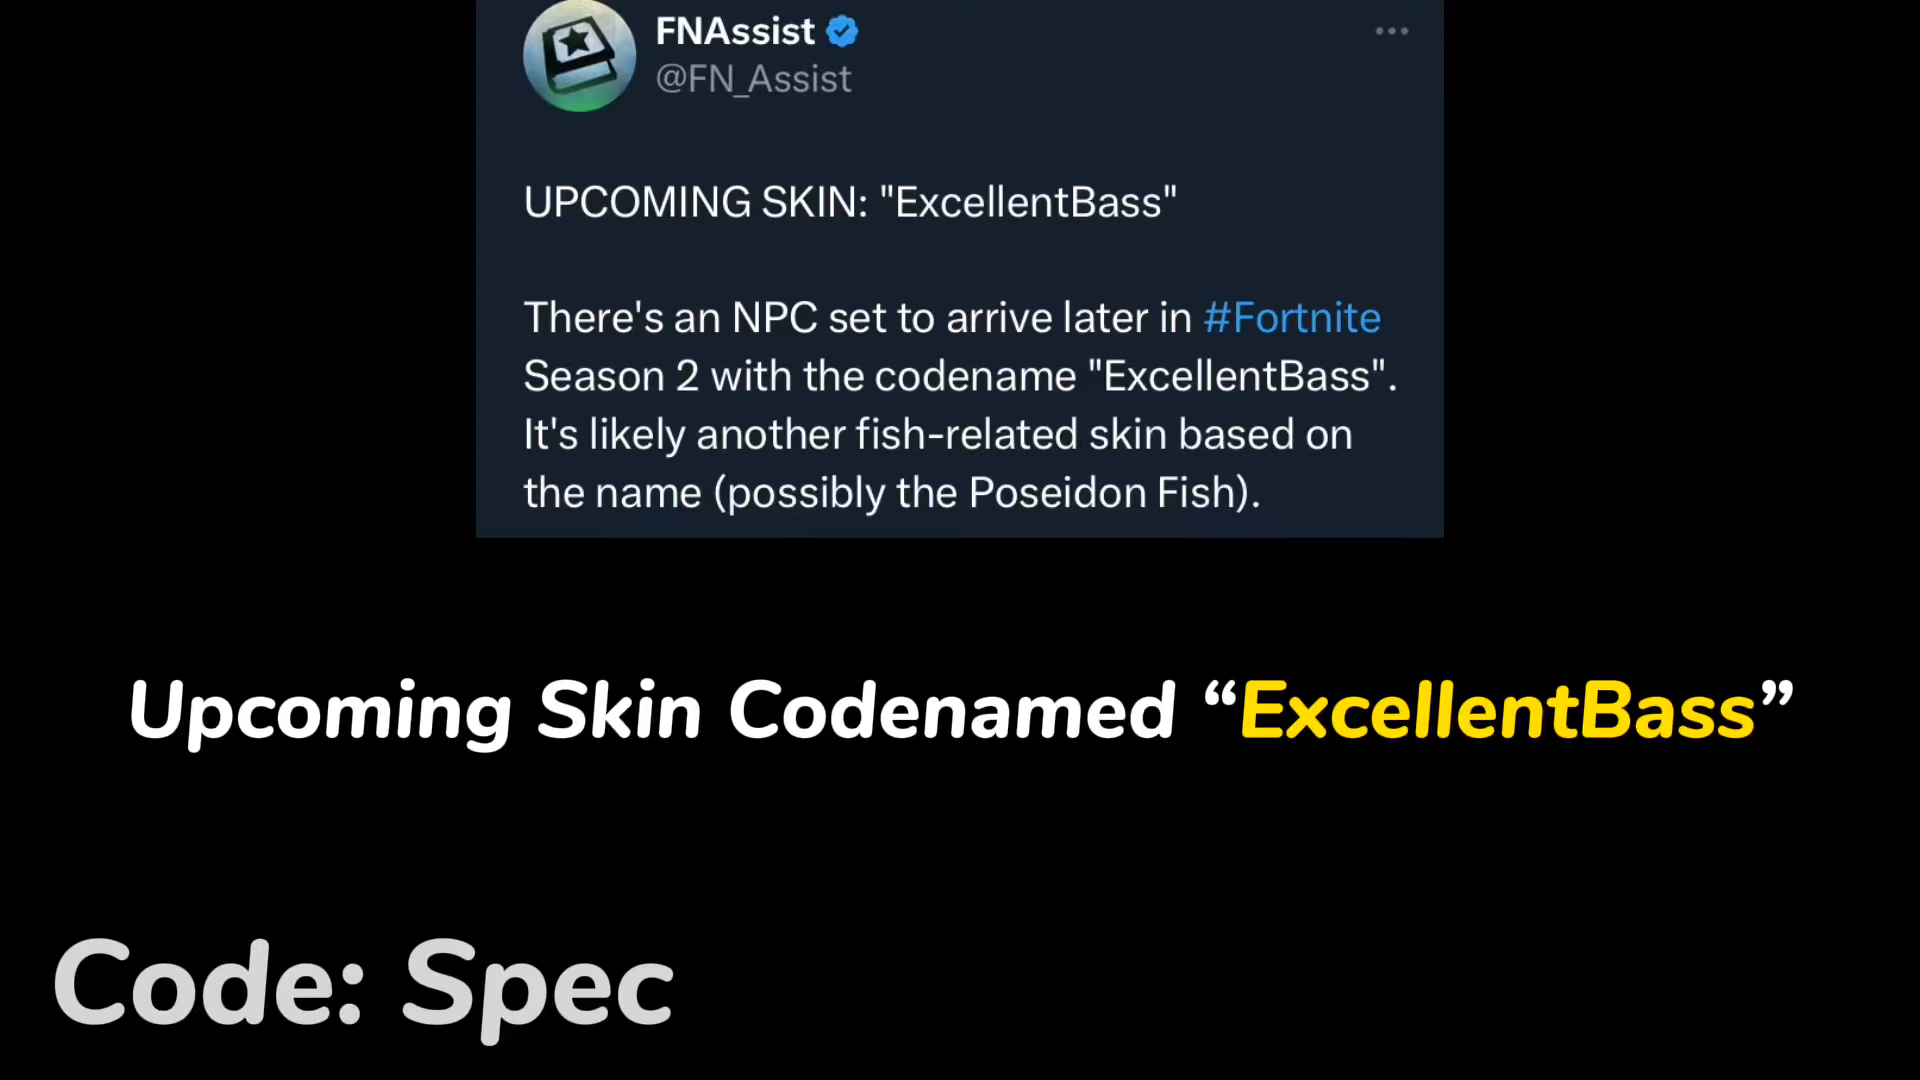 FNAssist
@FN_Assist
UPCOMING SKIN: "ExcellentBass"
There's an NPC set to arrive later in #Fortnite
Season 2 with the codename "ExcellentBass".
It's likely another fish-related skin based on
the name (possibly the Poseidon Fish).
Upcoming Skin Codenamed “ExcellentBass”
Code: Spec